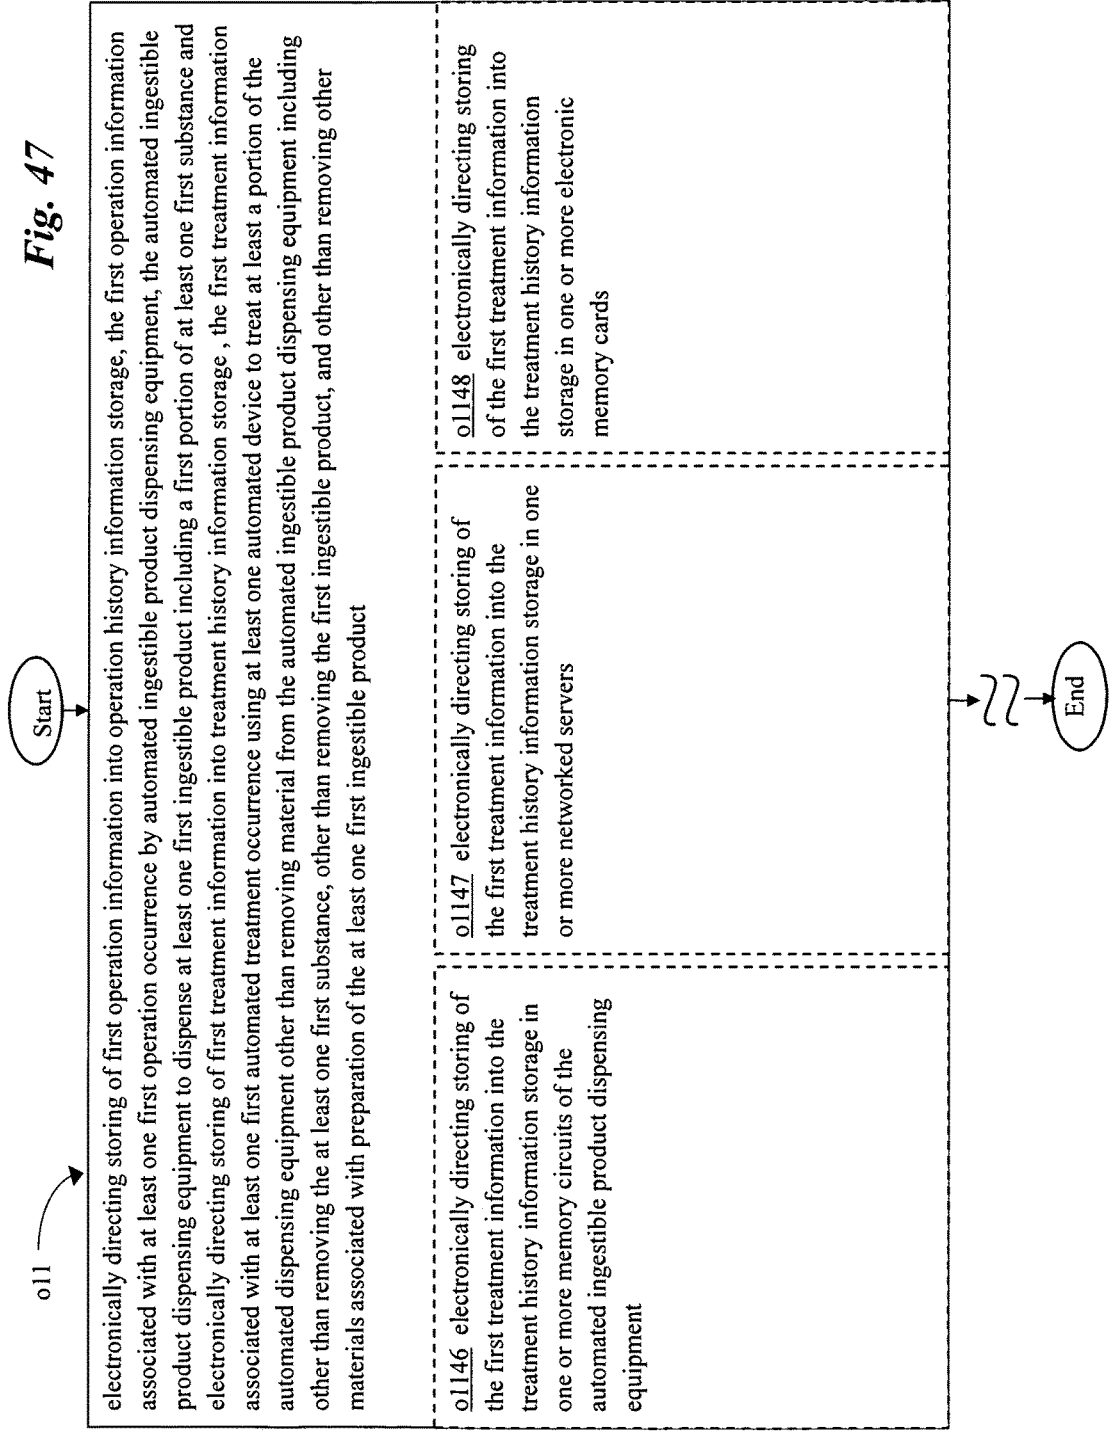 Fig. 47
Start
o11
electronically directing storing of first operation information into operation history information storage, the first operation information
associated with at least one first operation occurrence by automated ingestible product dispensing equipment, the automated ingestible
product dispensing equipment to dispense at least one first ingestible product including a first portion of at least one first substance and
electronically directing storing of first treatment information into treatment history information storage , the first treatment information
associated with at least one first automated treatment occurrence using at least one automated device to treat at least a portion of the
automated dispensing equipment other than removing material from the automated ingestible product dispensing equipment including
other than removing the at least one first substance, other than removing the first ingestible product, and other than removing other
materials associated with preparation of the at least one first ingestible product
o1146 electronically directing storing of
the first treatment information into the
treatment history information storage in
one or more memory circuits of the
automated ingestible product dispensing
equipment
o1147 electronically directing storing of
the first treatment information into the
treatment history information storage in one
or more networked servers
o1148 electronically directing storing
of the first treatment information into
the treatment history information
storage in one or more electronic
memory cards
End